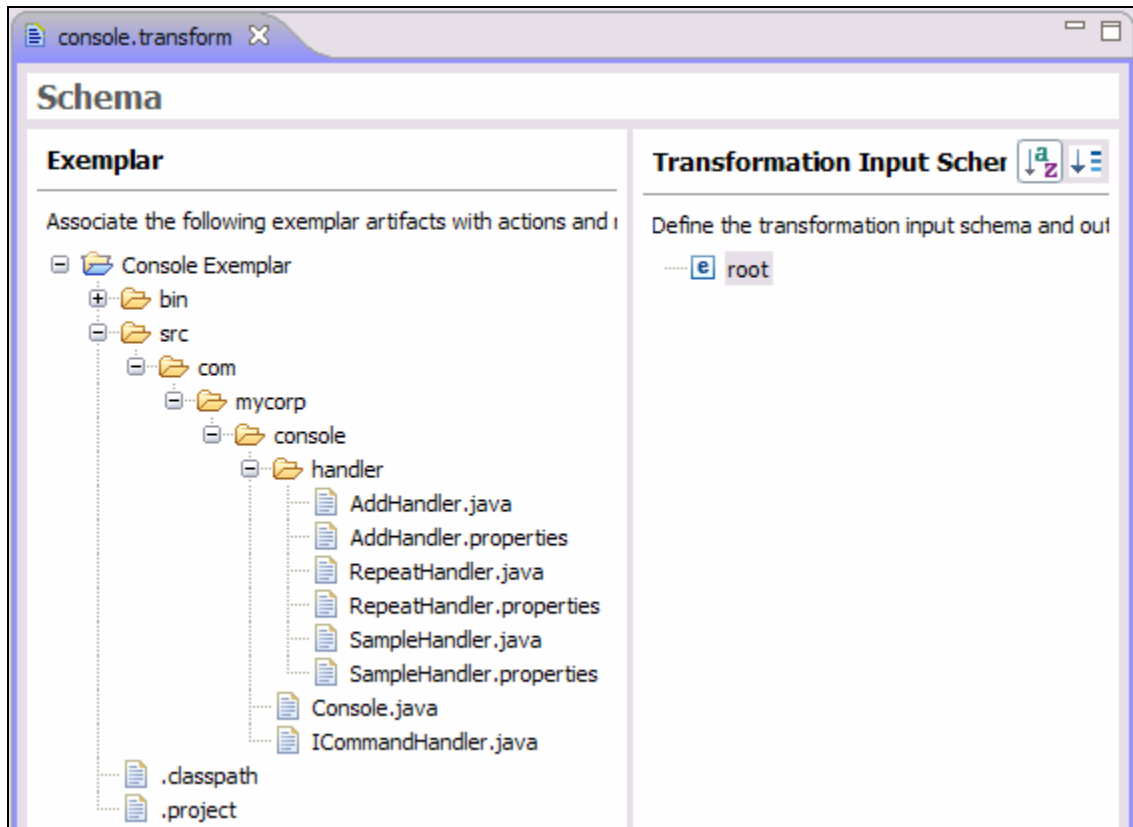 console.transform
Schema
Exemplar
Associate the following exemplar artifacts with actions and
Console Exemplar
bin
src
com
mycorp
console
handler
AddHandler.java
AddHandler.properties
RepeatHandler.java
RepeatHandler.properties
SampleHandler.java
SampleHandler.properties
Console.java
ICommandHandler.java
.classpath
.project
Transformation Input Scher
a
z
Define the transformation input schema and out
e root